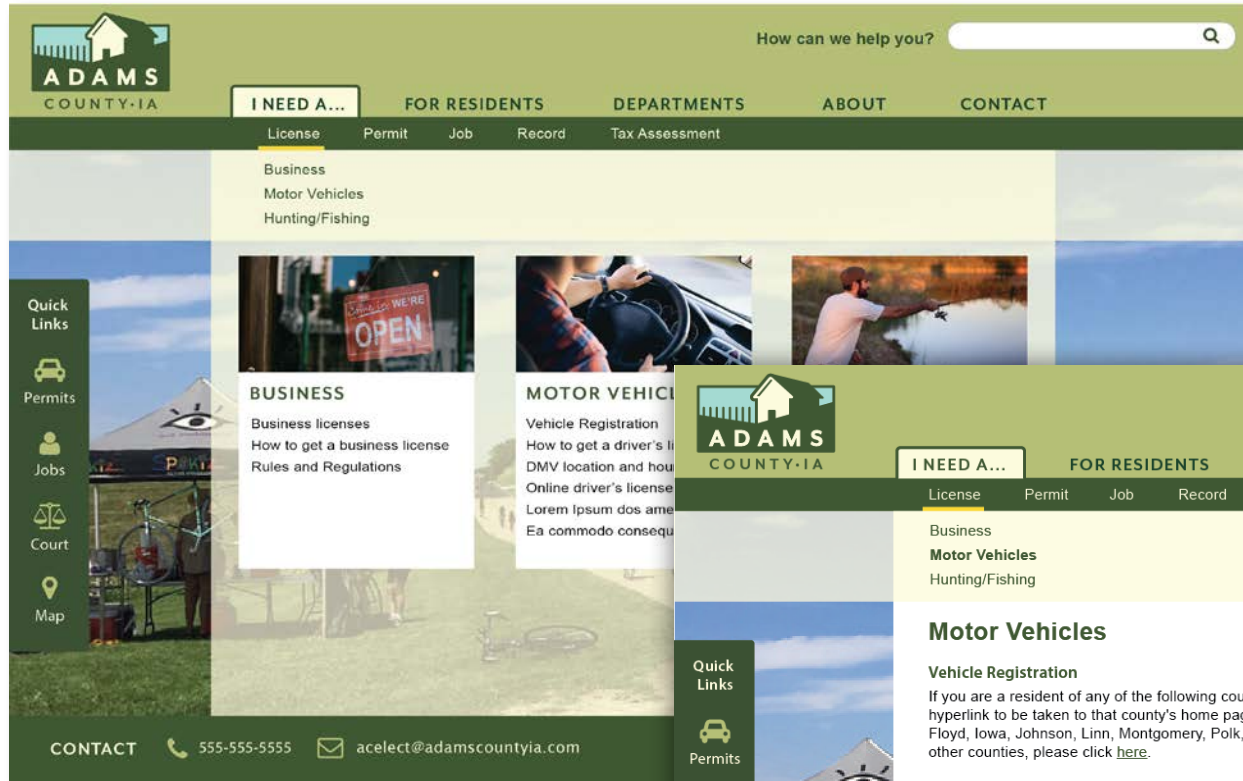 How can we help you?
ADAMS
COUNTY·IA
I NEED A...
FOR RESIDENTS
DEPARTMENTS
ABOUT
CONTACT
License
Permit
Job
Record
Tax Assessment
Business
Motor Vehicles
Hunting/Fishing
Quick
Links
Permits
Jobs
Court
Map
WE'RE
OPEN
BUSINESS
Business licenses
How to get a business license
Rules and Regulations
MOTOR VEHICL
Vehicle Registration
How to get a driver's li
DMV location and hou
Online driver's license
Lorem Ipsum dos ame
Ea commodo consequ
CONTACT
555-555-5555
acelect@adamscountyia.com
ADAMS
COUNTY·IA
I NEED A...
FOR RESIDENTS
License
Permit
Job
Record
Business
Motor Vehicles
Hunting/Fishing
Quick
Links
Permits
Motor Vehicles
Vehicle Registration
If you are a resident of any of the following cou
hyperlink to be taken to that county's home pag
Floyd, Iowa, Johnson, Linn, Montgomery, Polk,
other counties, please click here.